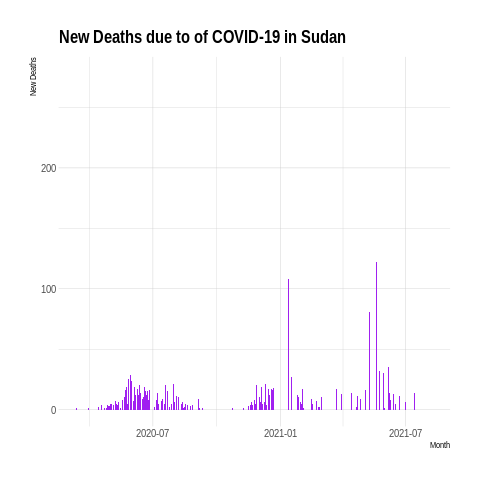 New Deaths due to of COVID-19 in Sudan
New Deaths
200
100
0
2020-07
2021-01
2021-07
Month